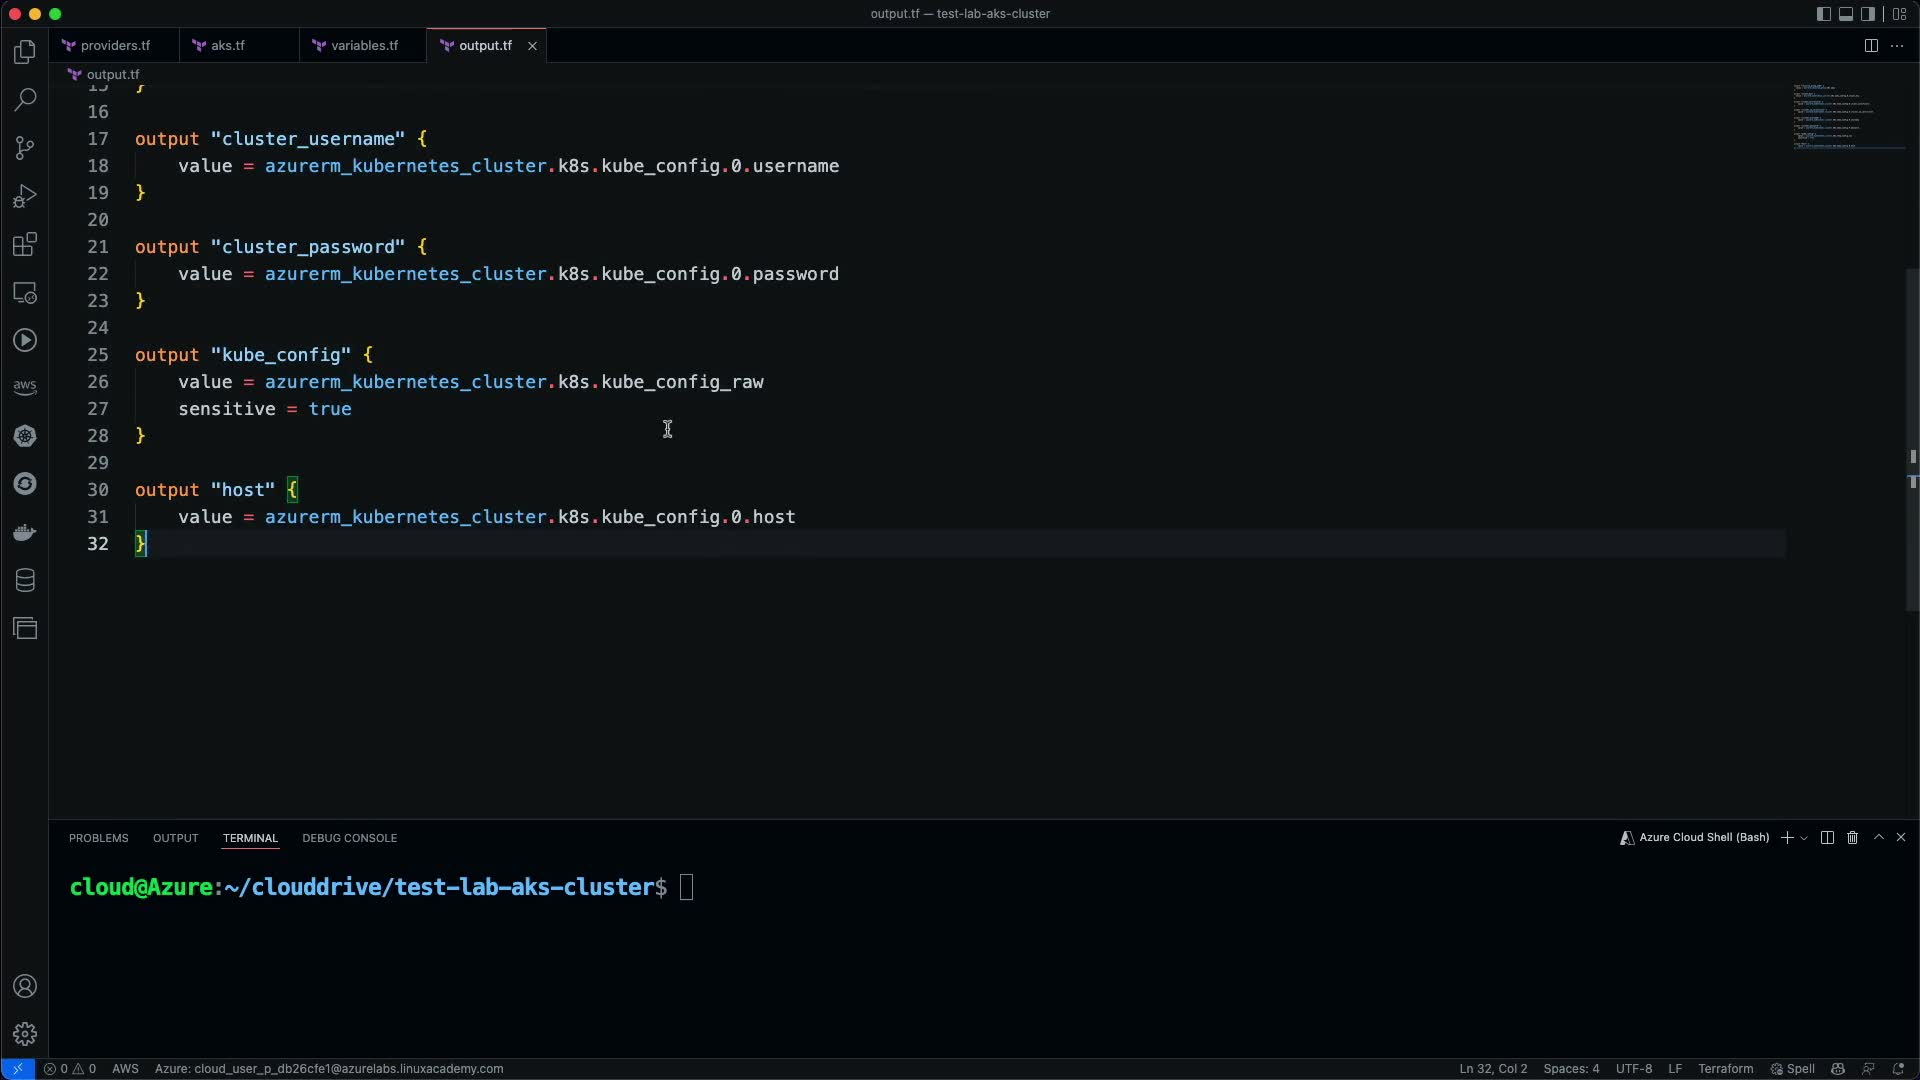 output.tf — test-lab-aks-cluster
providers.tf
aks.tf
variables.tf
output.tf
output.tf
15 }
16
17 output "cluster_username" {
18 value = azurerm_kubernetes_cluster.k8s.kube_config.0.username
19 }
20
21 output "cluster_password" {
22 value = azurerm_kubernetes_cluster.k8s.kube_config.0.password
23 }
24
25 output "kube_config" {
26 value = azurerm_kubernetes_cluster.k8s.kube_config_raw
27 sensitive = true
28 }
29
30 output "host" {
31 value = azurerm_kubernetes_cluster.k8s.kube_config.0.host
32 }
aws
PROBLEMS OUTPUT TERMINAL DEBUG CONSOLE
Azure Cloud Shell (Bash)
cloud@Azure:~/clouddrive/test-lab-aks-cluster$
0 0 AWS Azure: cloud_user_p_db26cfe1@azurelabs.linuxacademy.com
Ln 32, Col 2 Spaces: 4 UTF-8 LF Terraform Spell